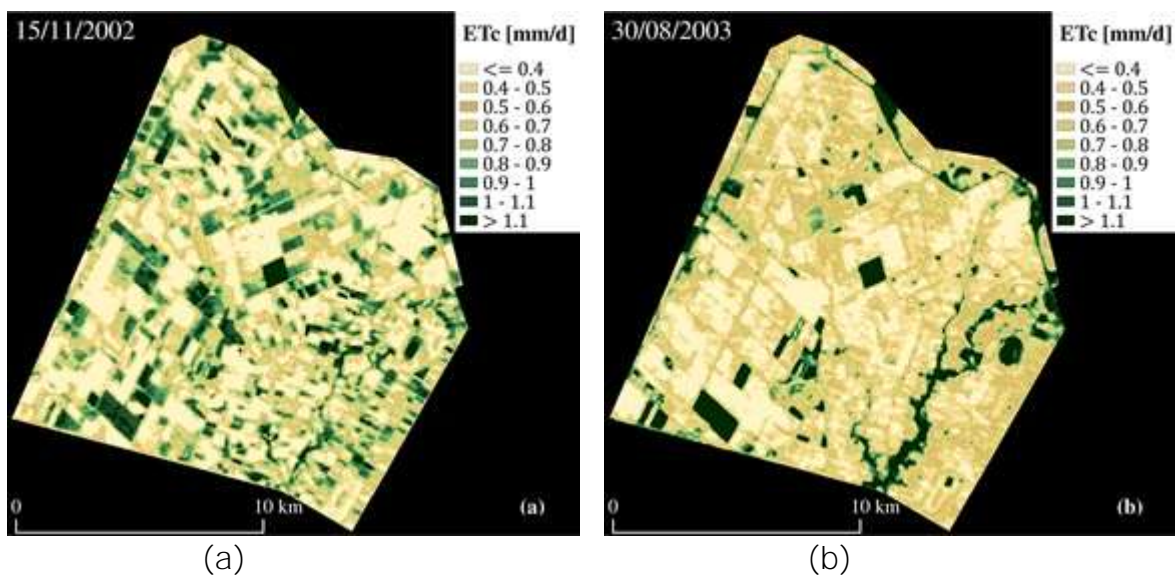 15/11/2002
ETc [mm/d]
<= 0.4
0.4 - 0.5
0.5 - 0.6
0.6 - 0.7
0.7 - 0.8
0.8 - 0.9
0.9 - 1
1 - 1.1
> 1.1
0
10 km
(a)
(a)
30/08/2003
ETc [mm/d]
<= 0.4
0.4 - 0.5
0.5 - 0.6
0.6 - 0.7
0.7 - 0.8
0.8 - 0.9
0.9 - 1
1 - 1.1
> 1.1
0
10 km
(b)
(b)